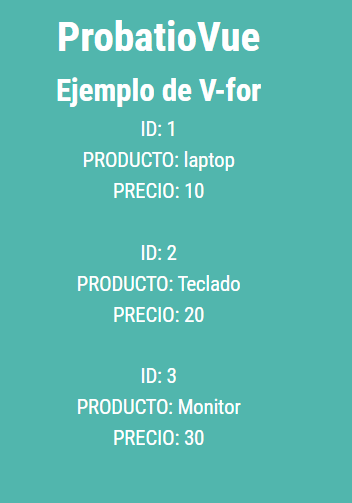 ProbatioVue
Ejemplo de V-for
ID: 1
PRODUCTO: laptop
PRECIO: 10
ID: 2
PRODUCTO: Teclado
PRECIO: 20
ID: 3
PRODUCTO: Monitor
PRECIO: 30